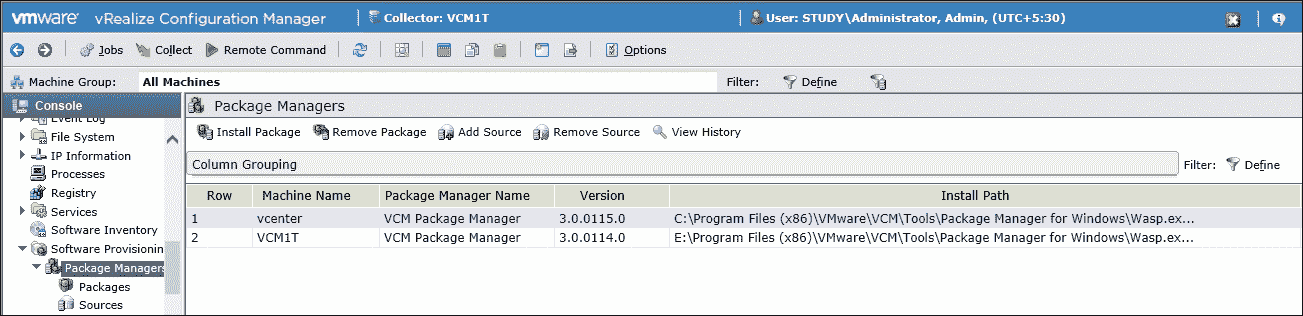 vmware vRealize Configuration Manager Collector: VCM1T User: STUDY\Administrator, Admin, (UTC+5:30)
Jobs Collect Remote Command Options
Machine Group: All Machines Filter: Define
Console
Event Log
File System
IP Information
Processes
Registry
Services
Software Inventory
Software Provisionin
Package Managers
Packages
Sources
Package Managers
Install Package Remove Package Add Source Remove Source View History
Column Grouping Filter: Define
Row Machine Name Package Manager Name Version Install Path
1 vcenter VCM Package Manager 3.0.0115.0 C:\Program Files (x86)\VMware\VCM\Tools\Package Manager for Windows\Wasp.ex...
2 VCM1T VCM Package Manager 3.0.0114.0 E:\Program Files (x86)\VMware\VCM\Tools\Package Manager for Windows\Wasp.ex...